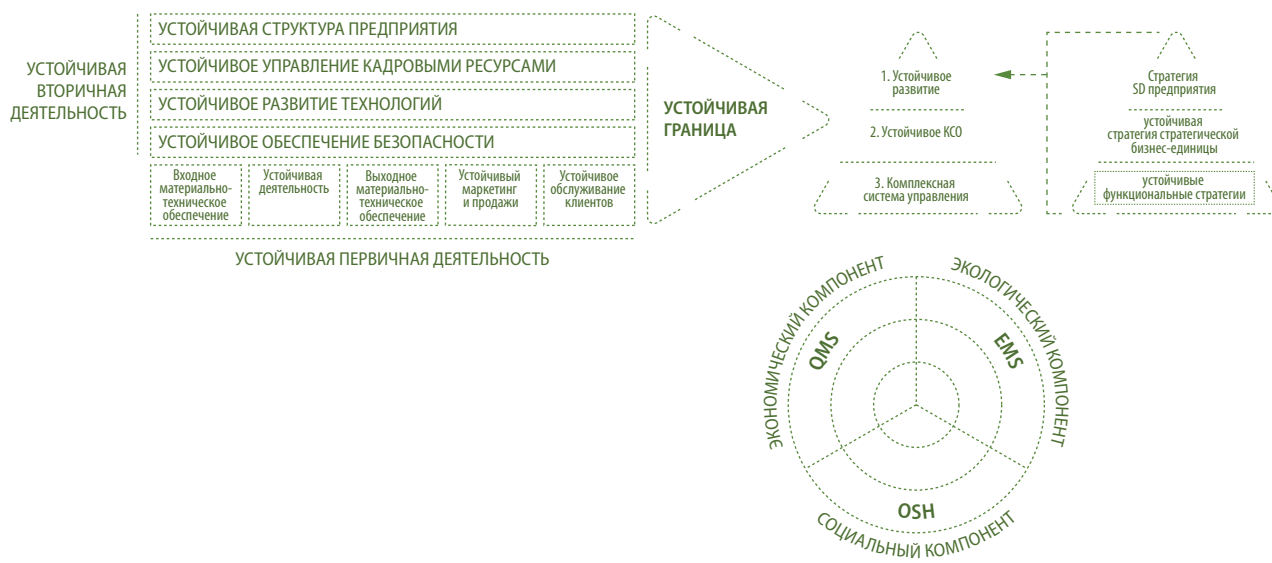 УСТОЙЧИВАЯ
ВТОРИЧНАЯ
ДЕЯТЕЛЬНОСТЬ
УСТОЙЧИВАЯ СТРУКТУРА ПРЕДПРИЯТИЯ
УСТОЙЧИВОЕ УПРАВЛЕНИЕ КАДРОВЫМИ РЕСУРСАМИ
УСТОЙЧИВОЕ РАЗВИТИЕ ТЕХНОЛОГИЙ
УСТОЙЧИВОЕ ОБЕСПЕЧЕНИЕ БЕЗОПАСНОСТИ
Входное
материально-
техническое
обеспечение
Устойчивая
деятельность
Выходное
материально-
техническое
обеспечение
Устойчивый
маркетинг
и продажи
Устойчивое
обслуживание
клиентов
УСТОЙЧИВАЯ ПЕРВИЧНАЯ ДЕЯТЕЛЬНОСТЬ
УСТОЙЧИВАЯ
ГРАНИЦА
1. Устойчивое
развитие
2. Устойчивое КСО
3. Комплексная
система управления
Стратегия
SD предприятия
устойчивая
стратегия стратегической
бизнес-единицы
устойчивые
функциональные стратегии
ЭКОНОМИЧЕСКИЙ КОМПОНЕНТ
ЭКОЛОГИЧЕСКИЙ КОМПОНЕНТ
QMS
EMS
OSH
СОЦИАЛЬНЫЙ КОМПОНЕНТ